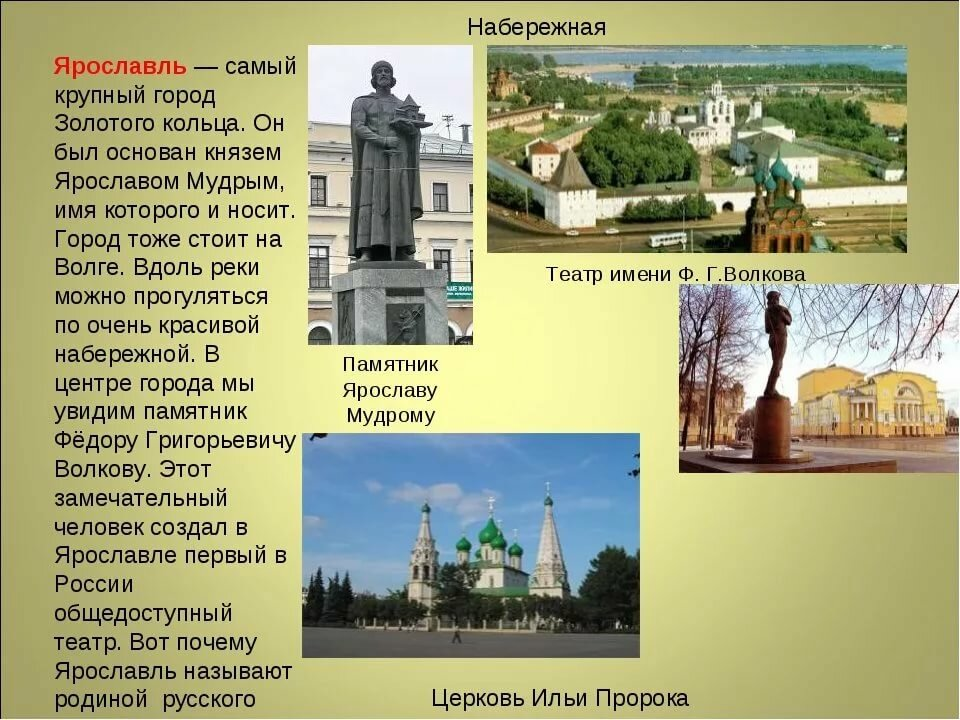 Набережная
Ярославль — самый
крупный город
Золотого кольца. Он
был основан князем
Ярославом Мудрым,
имя которого и носит.
Город тоже стоит на
Волге. Вдоль реки
можно прогуляться
по очень красивой
набережной. В
центре города мы
увидим памятник
Фёдору Григорьевичу
Волкову. Этот
замечательный
человек создал в
Ярославле первый в
России
общедоступный
театр. Вот почему
Ярославль называют
родиной русского
Театр имени Ф. Г.Волкова
Памятник
Ярославу
Мудрому
Церковь Ильи Пророка